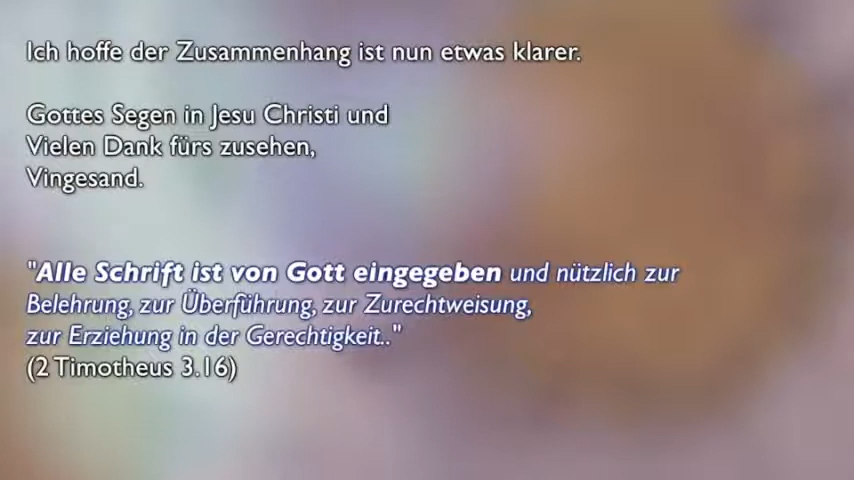 Ich hoffe der Zusammenhang ist nun etwas klarer.
Gottes Segen in Jesu Christi und
Vielen Dank fürs zusehen,
Vingesand.
"Alle Schrift ist von Gott eingegeben und nützlich zur
Belehrung, zur Überführung, zur Zurechtweisung,
zur Erziehung in der Gerechtigkeit.."
(2 Timotheus 3.16)